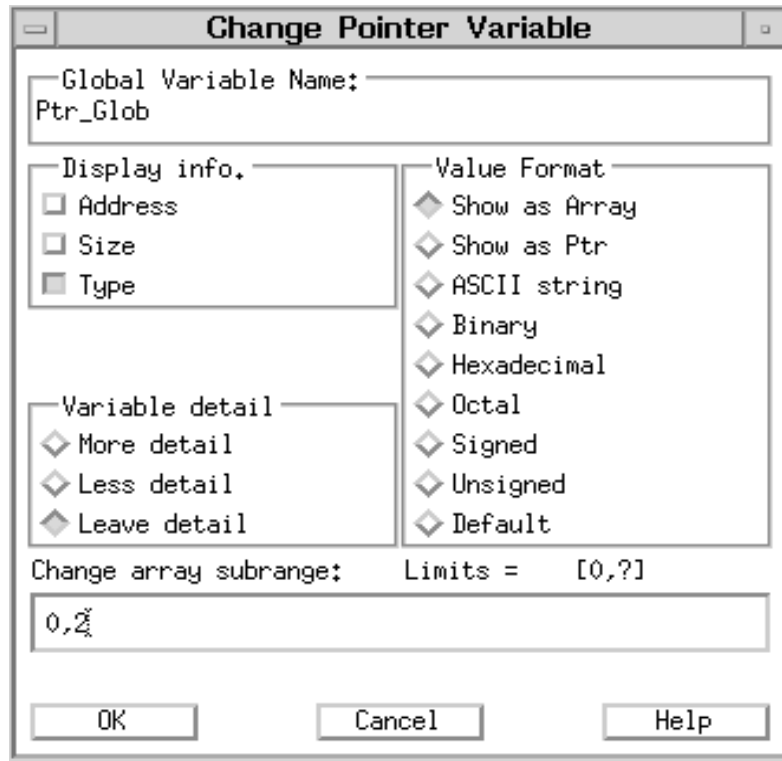 Change Pointer Variable
Global Variable Name:
Ptr_Glob
Display info.
Address
Size
Type
Value Format
Show as Array
Show as Ptr
ASCII string
Binary
Hexadecimal
Octal
Signed
Unsigned
Default
Variable detail
More detail
Less detail
Leave detail
Change array subrange: Limits = [0,?]
0,2
OK Cancel Help